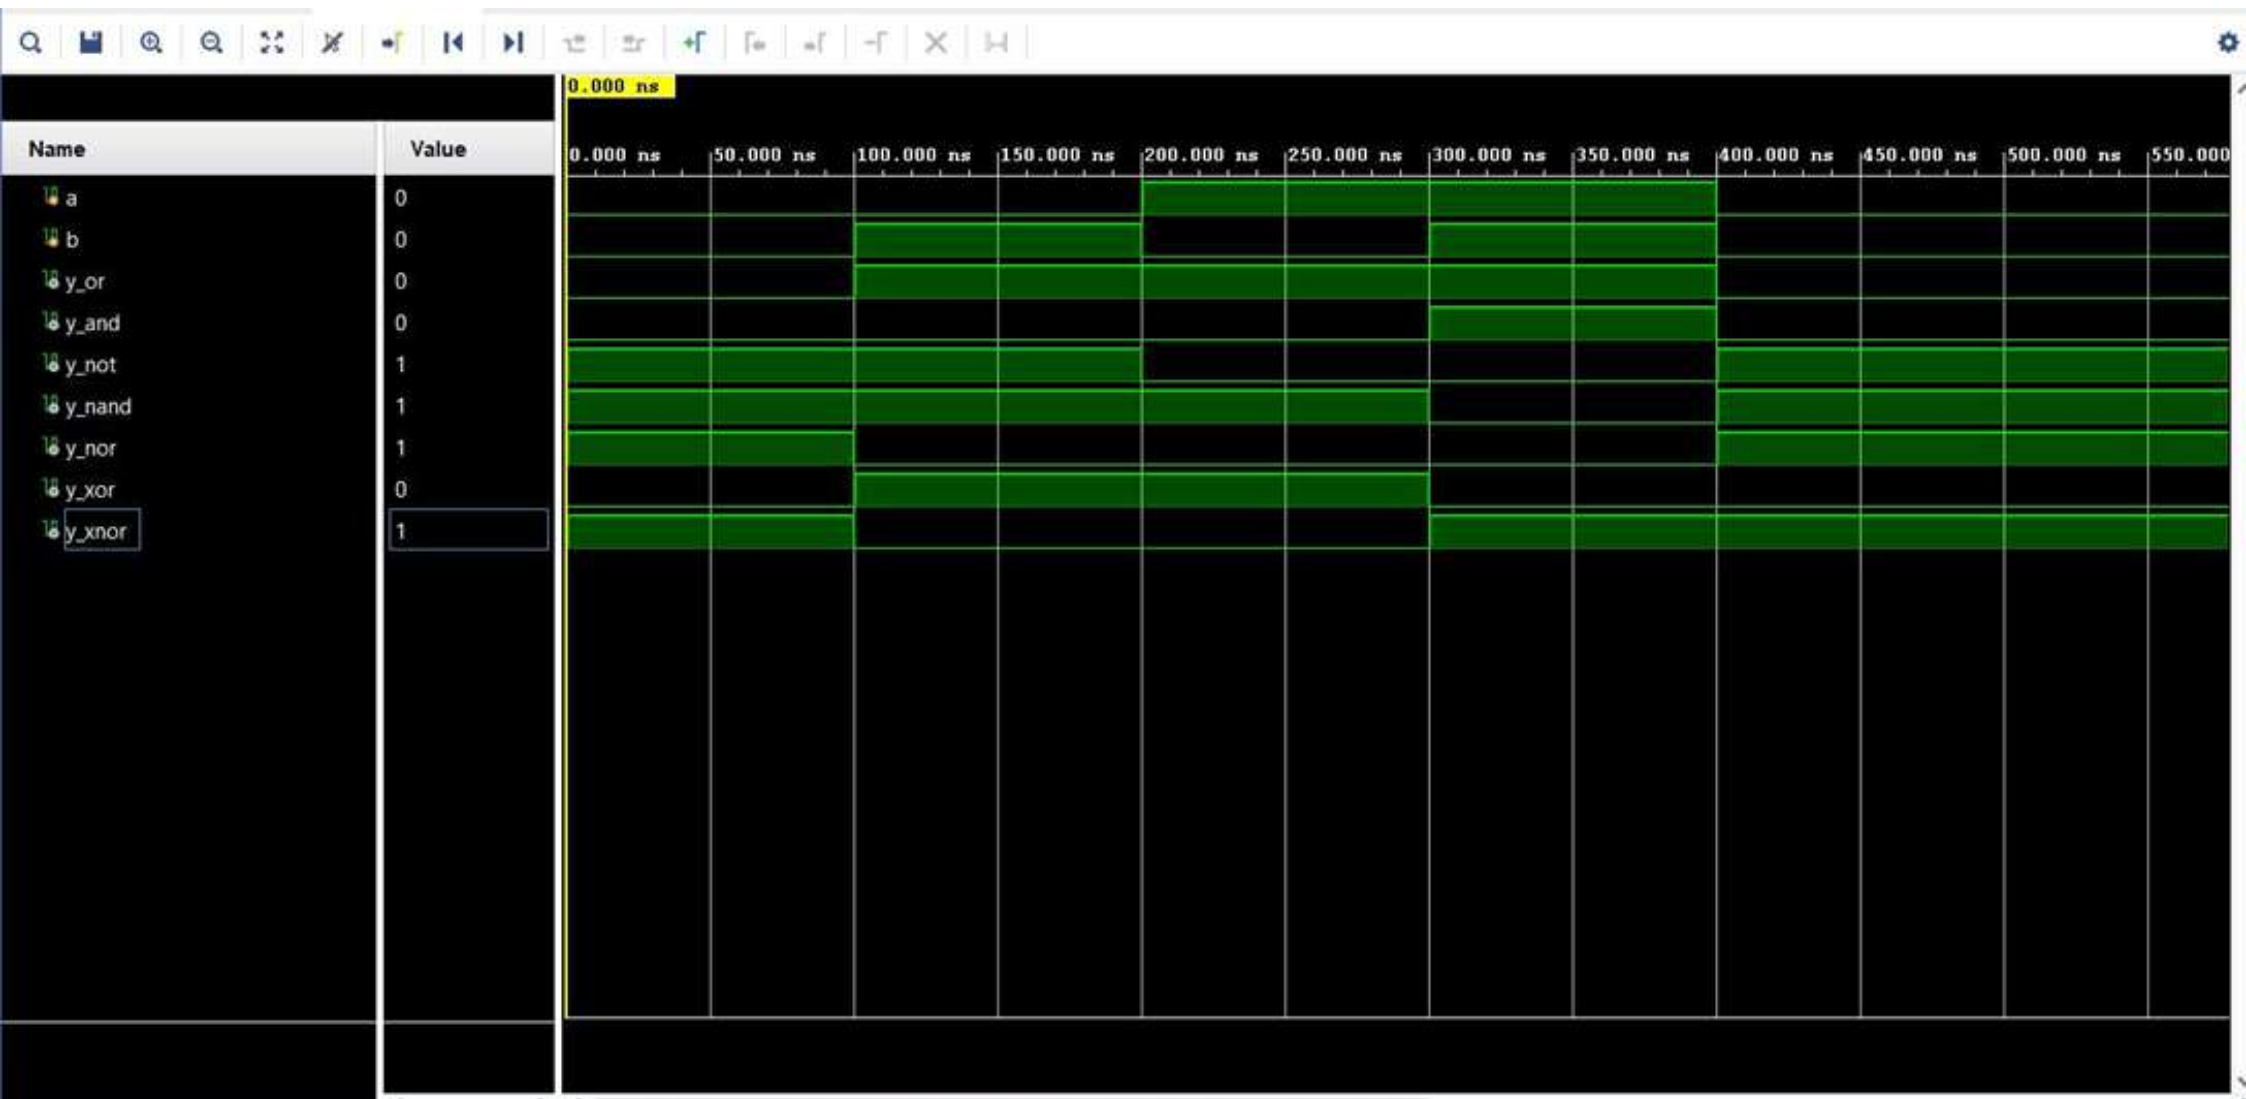 0.000 ns
Name Value
0.000 ns 50.000 ns 100.000 ns 150.000 ns 200.000 ns 250.000 ns 300.000 ns 350.000 ns 400.000 ns 450.000 ns 500.000 ns 550.000
a 0
b 0
y_or 0
y_and 0
y_not 1
y_nand 1
y_nor 1
y_xor 0
y_xnor 1